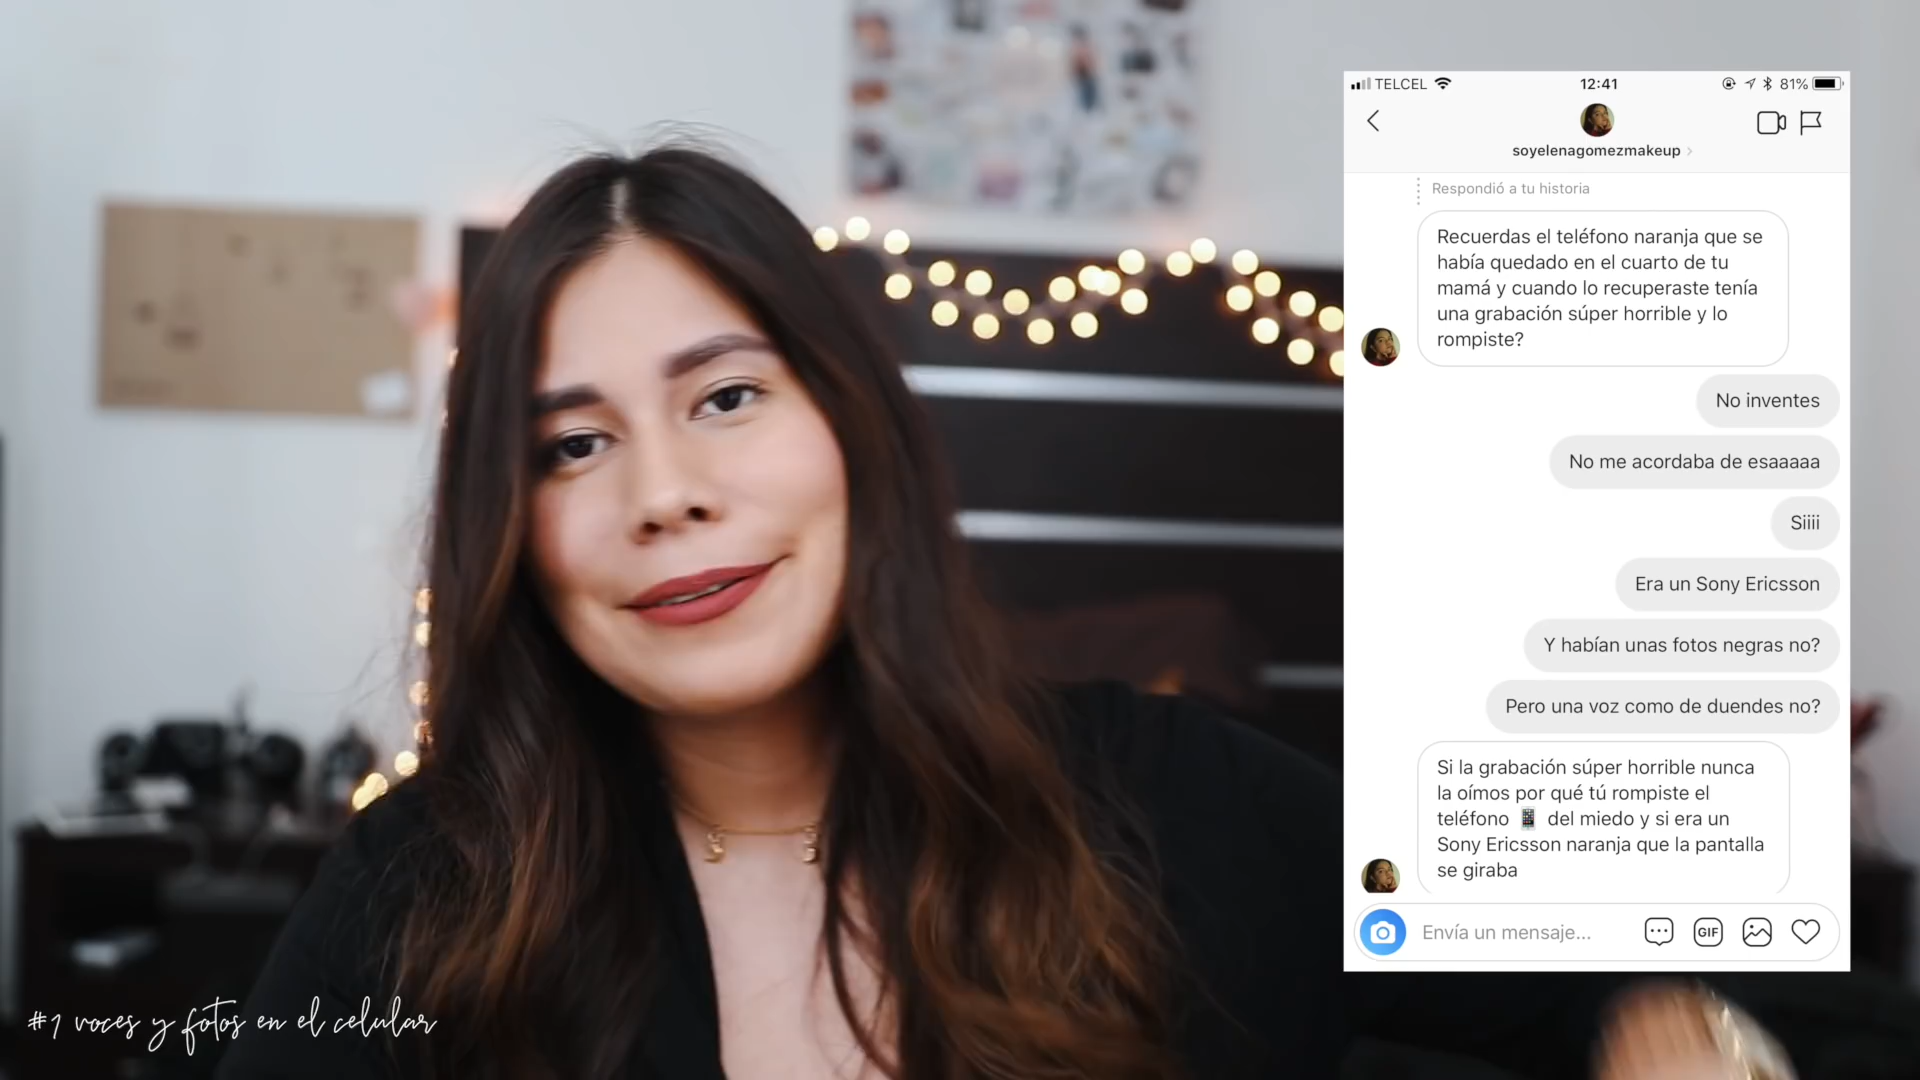 TELCEL 12:41 81%
soyelenagomezmakeup
Respondió a tu historia
Recuerdas el teléfono naranja que se
había quedado en el cuarto de tu
mamá y cuando lo recuperaste tenía
una grabación súper horrible y lo
rompiste?
No inventes
No me acordaba de esaaaaa
Siiii
Era un Sony Ericsson
Y habían unas fotos negras no?
Pero una voz como de duendes no?
Si la grabación súper horrible nunca
la oímos por qué tú rompiste el
teléfono 📱 del miedo y si era un
Sony Ericsson naranja que la pantalla
se giraba
Envía un mensaje...
GIF
#1 voces y fotos en el celular